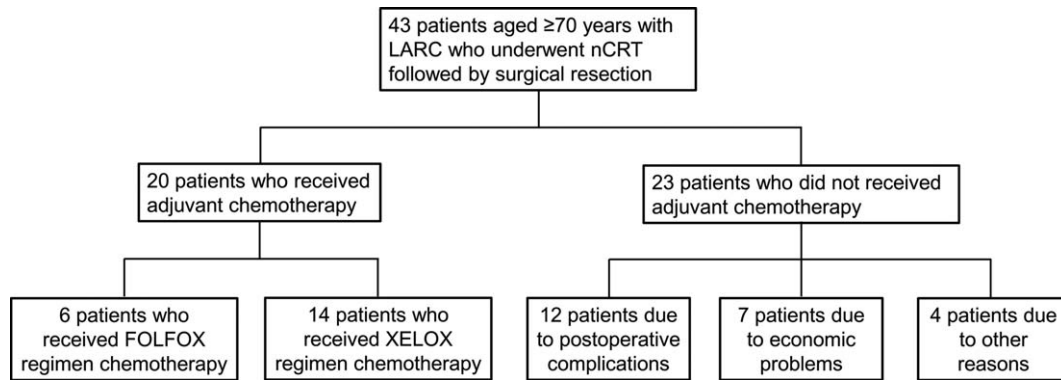 43 patients aged ≥70 years with
LARC who underwent nCRT
followed by surgical resection
20 patients who received
adjuvant chemotherapy
23 patients who did not received
adjuvant chemotherapy
6 patients who
received FOLFOX
regimen chemotherapy
14 patients who
received XELOX
regimen chemotherapy
12 patients due
to postoperative
complications
7 patients due
to economic
problems
4 patients due
to other
reasons